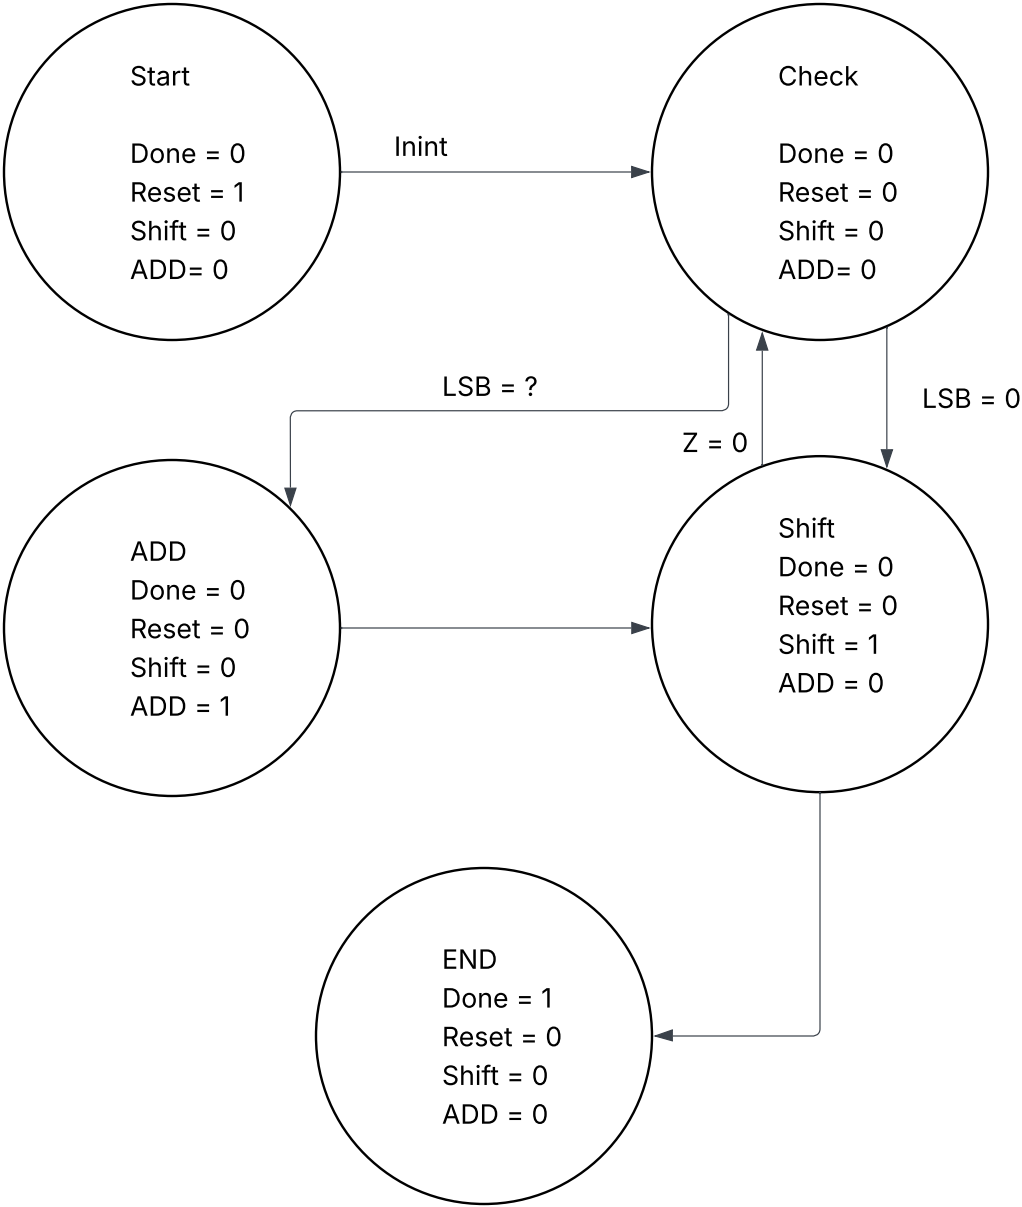 Start
Done = 0
Reset = 1
Shift = 0
ADD= 0
Inint
Check
Done = 0
Reset = 0
Shift = 0
ADD= 0
LSB = ?
Z = 0
LSB = 0
ADD
Done = 0
Reset = 0
Shift = 0
ADD = 1
Shift
Done = 0
Reset = 0
Shift = 1
ADD = 0
END
Done = 1
Reset = 0
Shift = 0
ADD = 0